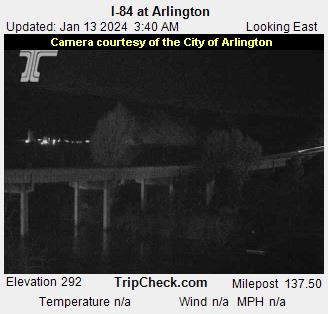 I-84 at Arlington
Updated: Jan 13 2024 3:40 AM Looking East
Camera courtesy of the City of Arlington
Elevation 292 TripCheck.com Milepost 137.50
Temperature n/a Wind n/a MPH n/a